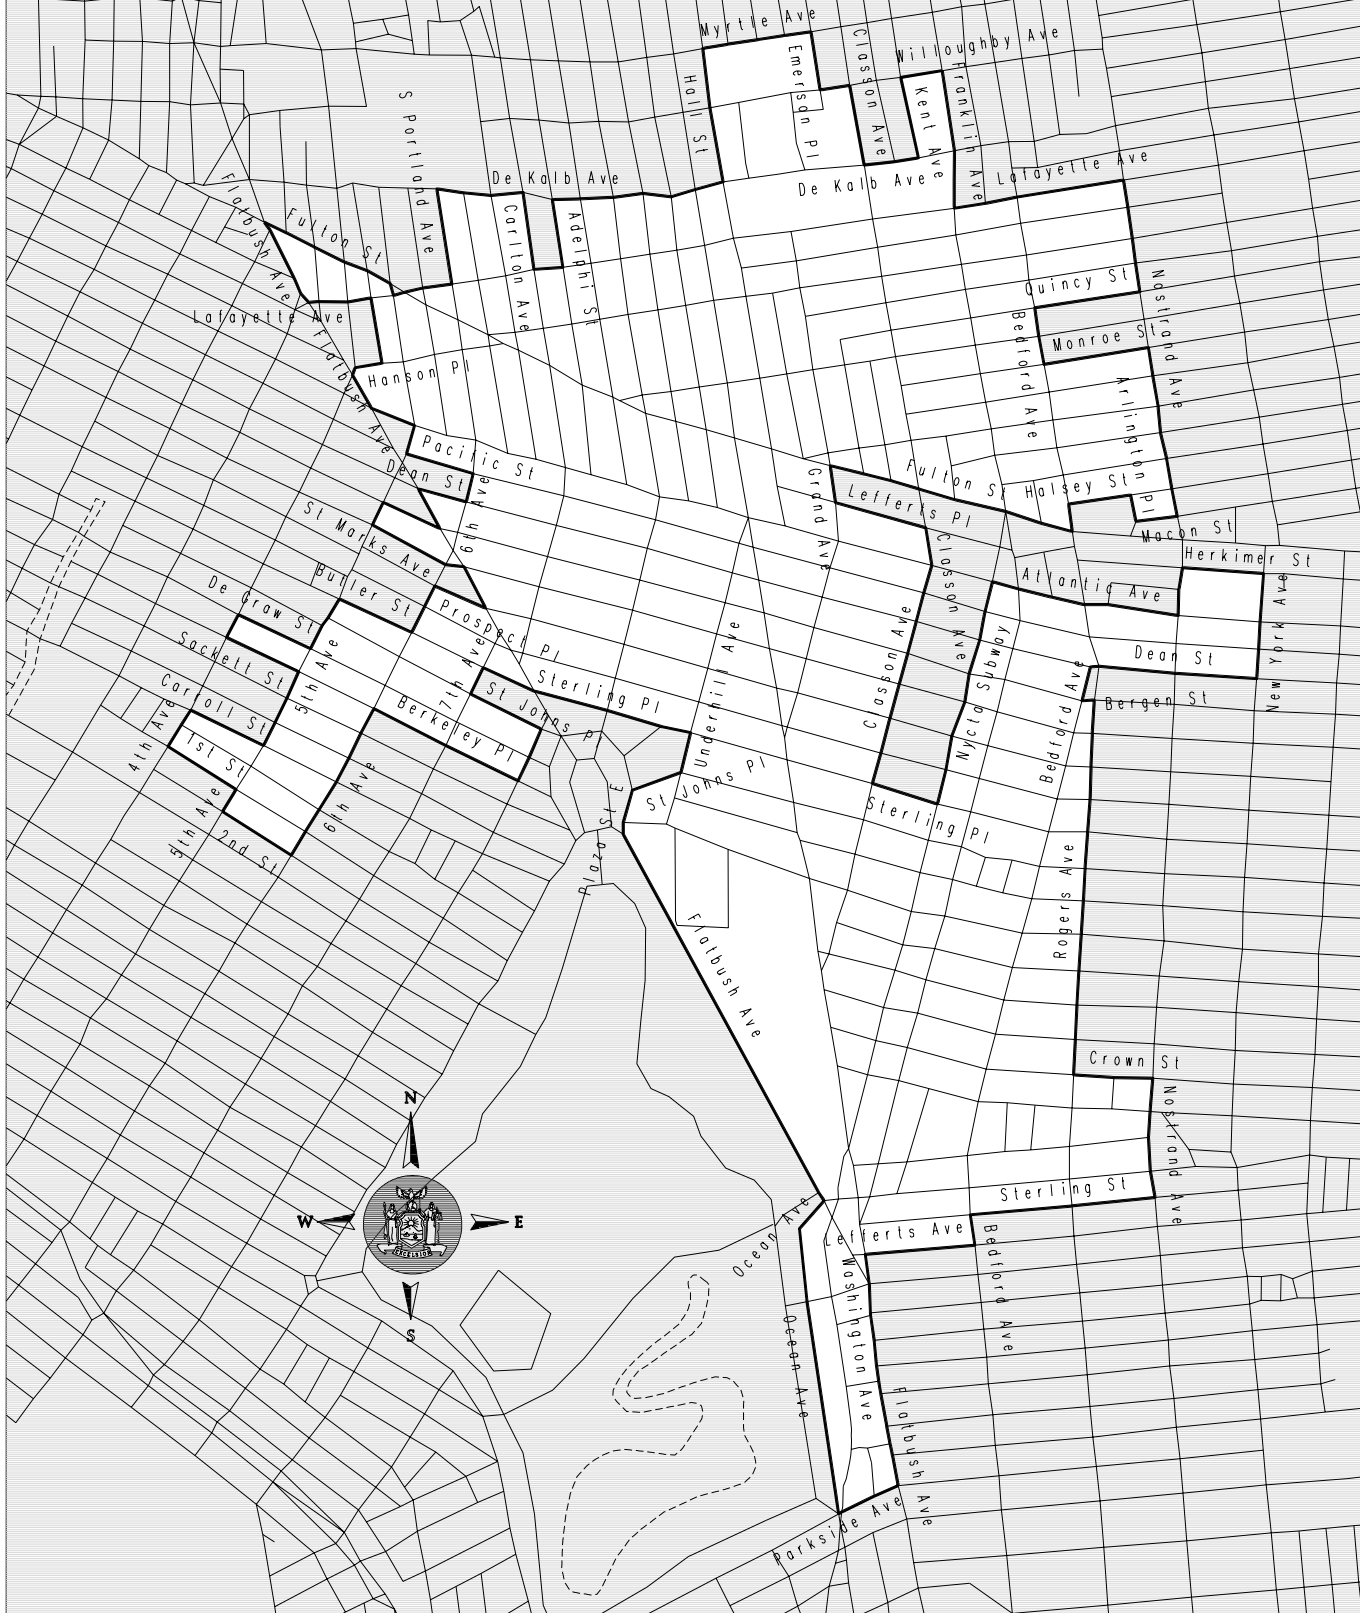 Myrtle Ave
Emerson Pl
Classon Ave
Willoughby Ave
Hall St
Kent Ave
Franklin Ave
S Portland Ave
De Kalb Ave
De Kalb Ave
Lafayette Ave
Flatbush Ave
Fulton St
Carlton Ave
Adelphi St
Quincy St
Nostrand Ave
Lafayette Ave
Flatbush Ave
Hanson Pl
Bedford Ave
Monroe St
Arlington Pl
Pacific St
Dean St
6th Ave
Grand Ave
Fulton St
Halsey St
Lefferts Pl
Macon St
St Marks Ave
Classon Ave
Herkimer St
Butler St
De Graw St
Atlantic Ave
New York Ave
Prospect Pl
Sackett St
5th Ave
7th Ave
Underhill Ave
Classon Ave
Nycta Subway
Dean St
Bedford Ave
Bergen St
Sterling Pl
Carroll St
St Johns Pl
Berkeley Pl
4th Ave
1st St
6th Ave
5th Ave
2nd St
St Johns Pl
Plaza St E
Sterling Pl
Rogers Ave
Flatbush Ave
Crown St
Nostrand Ave
N
W
E
S
EXCELSIOR
Sterling St
Ocean Ave
Lefferts Ave
Bedford Ave
Washington Ave
Ocean Ave
Flatbush Ave
Parkside Ave